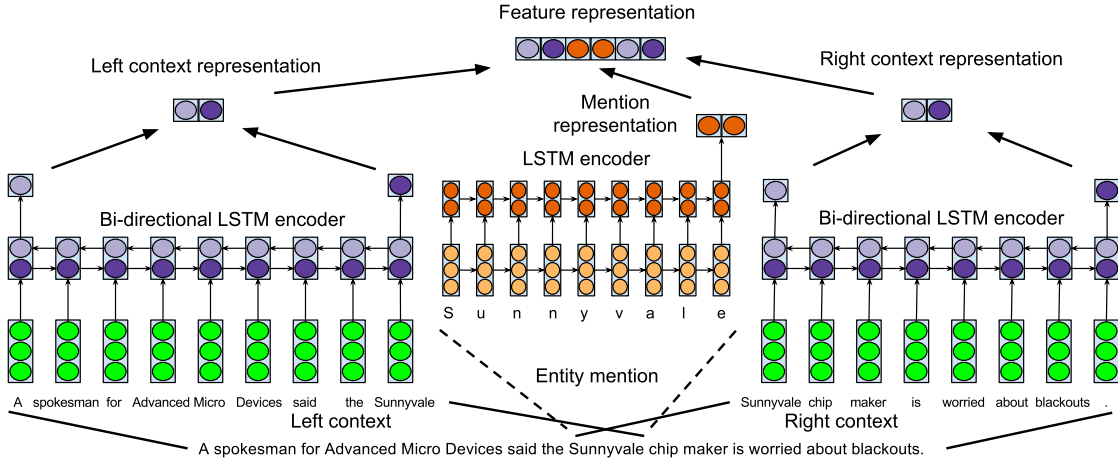 Feature representation
Left context representation
Right context representation
Mention
representation
LSTM encoder
Bi-directional LSTM encoder
Bi-directional LSTM encoder
S u n n y v a l e
Entity mention
A spokesman for Advanced Micro Devices said the Sunnyvale
Sunnyvale chip maker is worried about blackouts .
Left context
Right context
A spokesman for Advanced Micro Devices said the Sunnyvale chip maker is worried about blackouts.